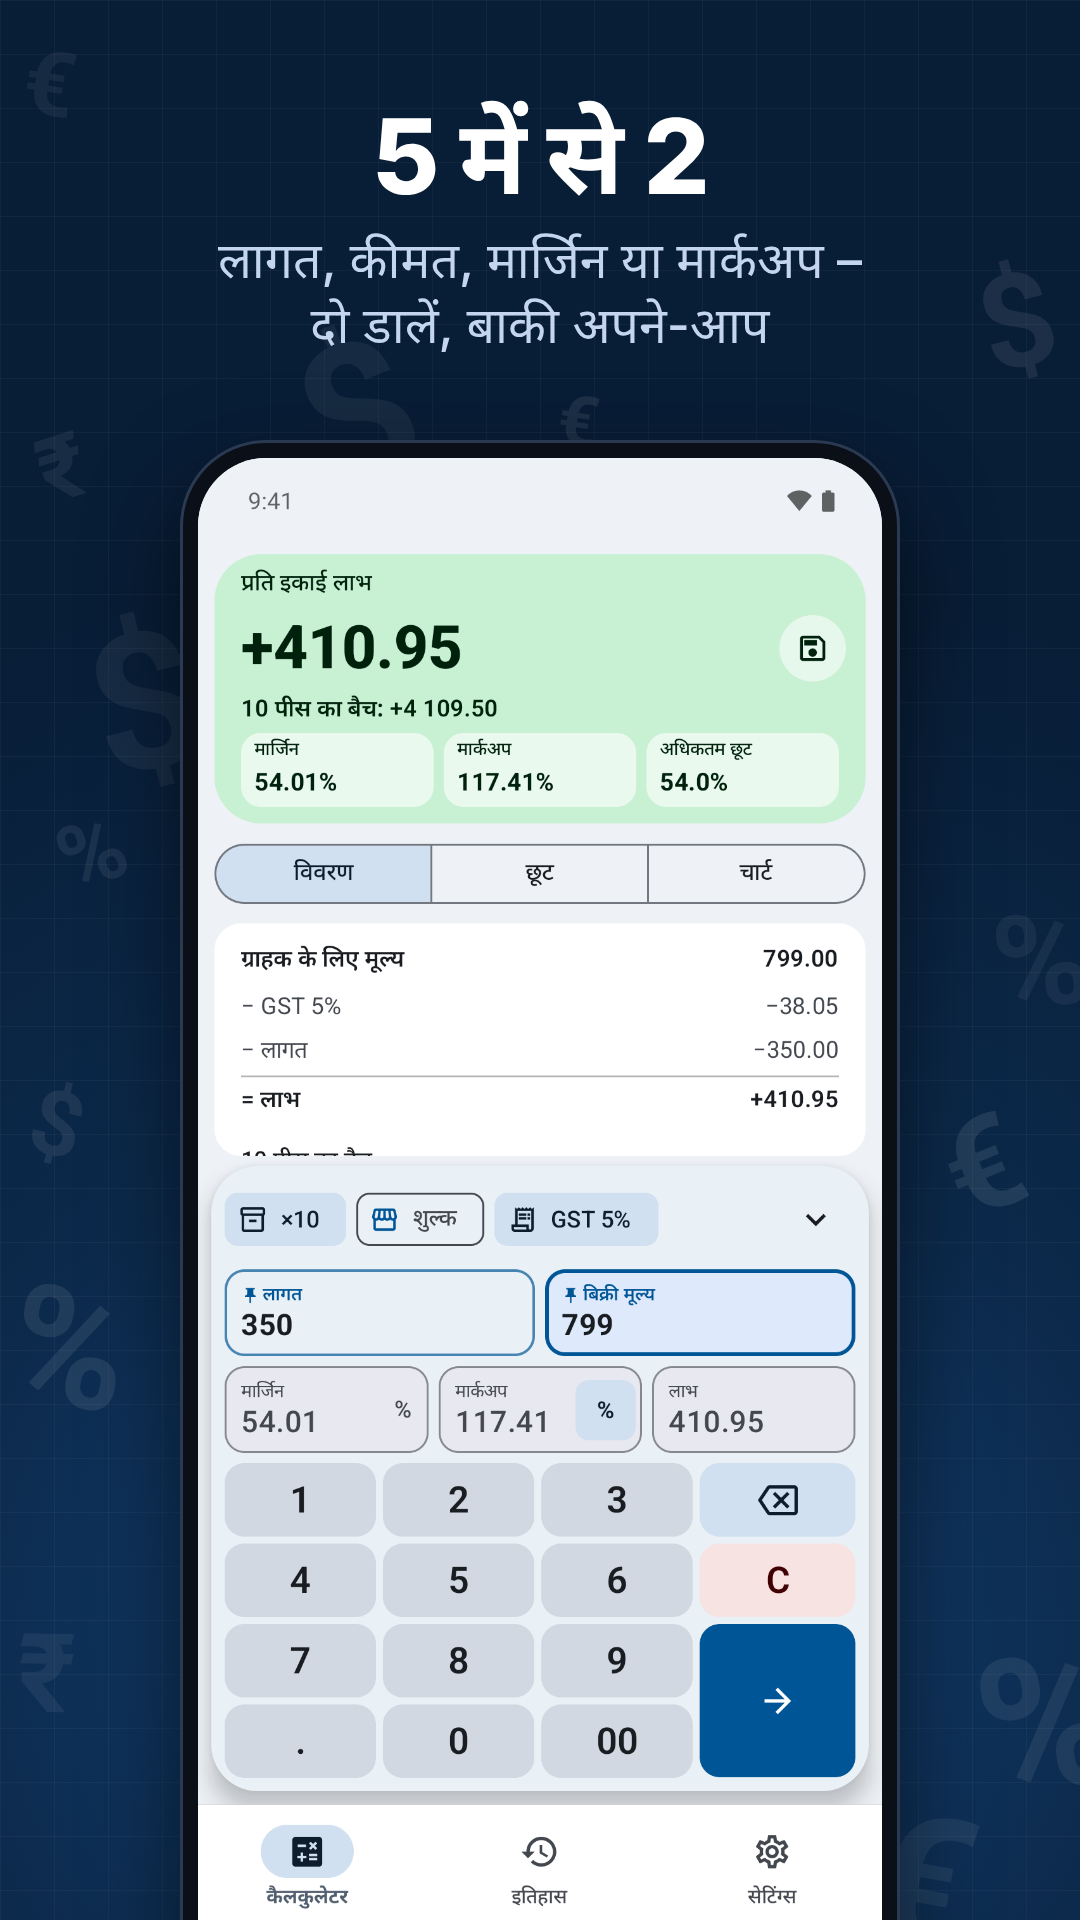 5 में से 2
लागत, कीमत, मार्जिन या मार्कअप –
दो डालें, बाकी अपने-आप
9:41
प्रति इकाई लाभ
+410.95
10 पीस का बैच: +4 109.50
मार्जिन मार्कअप अधिकतम छूट
54.01% 117.41% 54.0%
विवरण छूट चार्ट
ग्राहक के लिए मूल्य 799.00
− GST 5% −38.05
− लागत −350.00
= लाभ +410.95
10 पीस का बैच
×10 शुल्क GST 5%
लागत बिक्री मूल्य
350 799
मार्जिन मार्कअप लाभ
54.01 % 117.41 % 410.95
1 2 3
4 5 6 C
7 8 9
. 0 00
कैलकुलेटर इतिहास सेटिंग्स